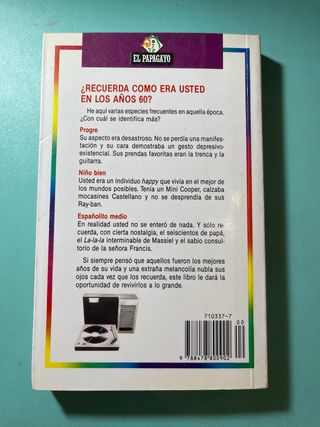 EL PAPAGAYO
¿RECUERDA COMO ERA USTED
EN LOS AÑOS 60?
He aquí varias especies frecuentes en aquella época.
¿Con cuál se identifica más?
Progre
Su aspecto era desastroso. No se perdía una manifes-
tación y su cara demostraba un gesto depresivo-
existencial. Sus prendas favoritas eran la trenca y la
guitarra.
Niño bien
Usted era un individuo happy que vivía en el mejor de
los mundos posibles. Tenía un Mini Cooper, calzaba
mocasines Castellano y no se desprendía de sus
Ray-ban.
Españolito medio
En realidad usted no se enteró de nada. Y sólo re-
cuerda, con cierta nostalgia, el seiscientos de papá,
el La-la-la interminable de Massiel y el sabio consul-
torio de la señora Francis.
Si siempre pensó que aquellos fueron los mejores
años de su vida y una extraña melancolía nubla sus
ojos cada vez que los recuerda, este libro le dará la
oportunidad de revivirlos a lo grande.
710337-7
00
9 788478 800902